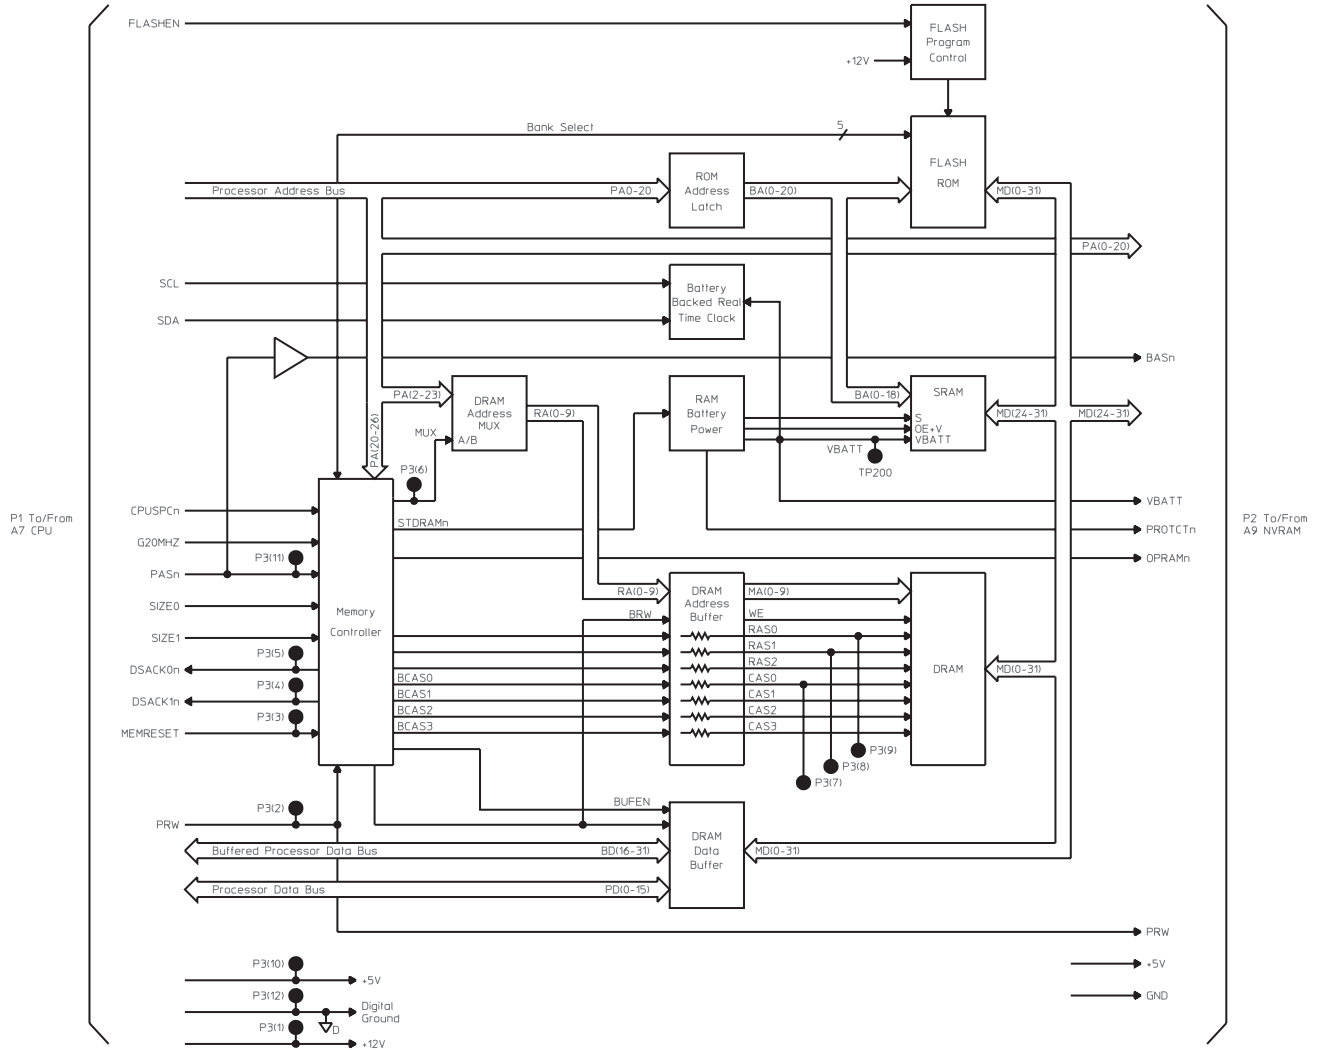 FLASHEN
FLASH
Program
Control
+12V
Bank Select
5
FLASH
ROM
ROM
Address
Latch
Processor Address Bus
PA0-20
BA(0-20)
MD(0-31)
PA(0-20)
SCL
SDA
Battery
Backed Real
Time Clock
BASn
PA(2-23)
DRAM
Address
MUX
A/B
MUX
RA(0-9)
PA(20-26)
RAM
Battery
Power
BA(0-18)
SRAM
S
OE+V
VBATT
MD(24-31)
MD(24-31)
VBATT
TP200
P3(6)
VBATT
CPUSPCn
STDRAMn
P1 To/From
A7 CPU
P2 To/From
A9 NVRAM
PROTCTn
G20MHZ
P3(11)
OPRAMn
PASn
SIZE0
SIZE1
Memory
Controller
RA(0-9)
BRW
DRAM
Address
Buffer
MA(0-9)
WE
RAS0
RAS1
RAS2
CAS0
CAS1
CAS2
CAS3
BCAS0
BCAS1
BCAS2
BCAS3
DRAM
MD(0-31)
P3(5)
DSACK0n
P3(4)
DSACK1n
P3(3)
MEMRESET
P3(9)
P3(8)
P3(7)
P3(2)
PRW
BUFEN
DRAM
Data
Buffer
Buffered Processor Data Bus
BD(16-31)
MD(0-31)
Processor Data Bus
PD(0-15)
PRW
P3(10)
+5V
P3(12)
Digital
Ground
D
P3(1)
+12V
+5V
GND